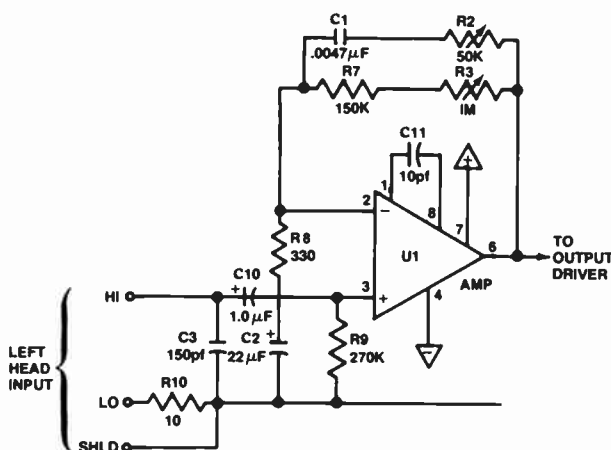 C1
.0047µF
R2
50K
R7
150K
R3
1M
C11
10pf
1
8
+
7
2
−
R8
330
U1
6
TO
OUTPUT
DRIVER
AMP
HI
+
C10
1.0µF
3
+
4
−
LEFT
HEAD
INPUT
C3
150pf
C2
+
22µF
R9
270K
R10
LO
10
SHLD